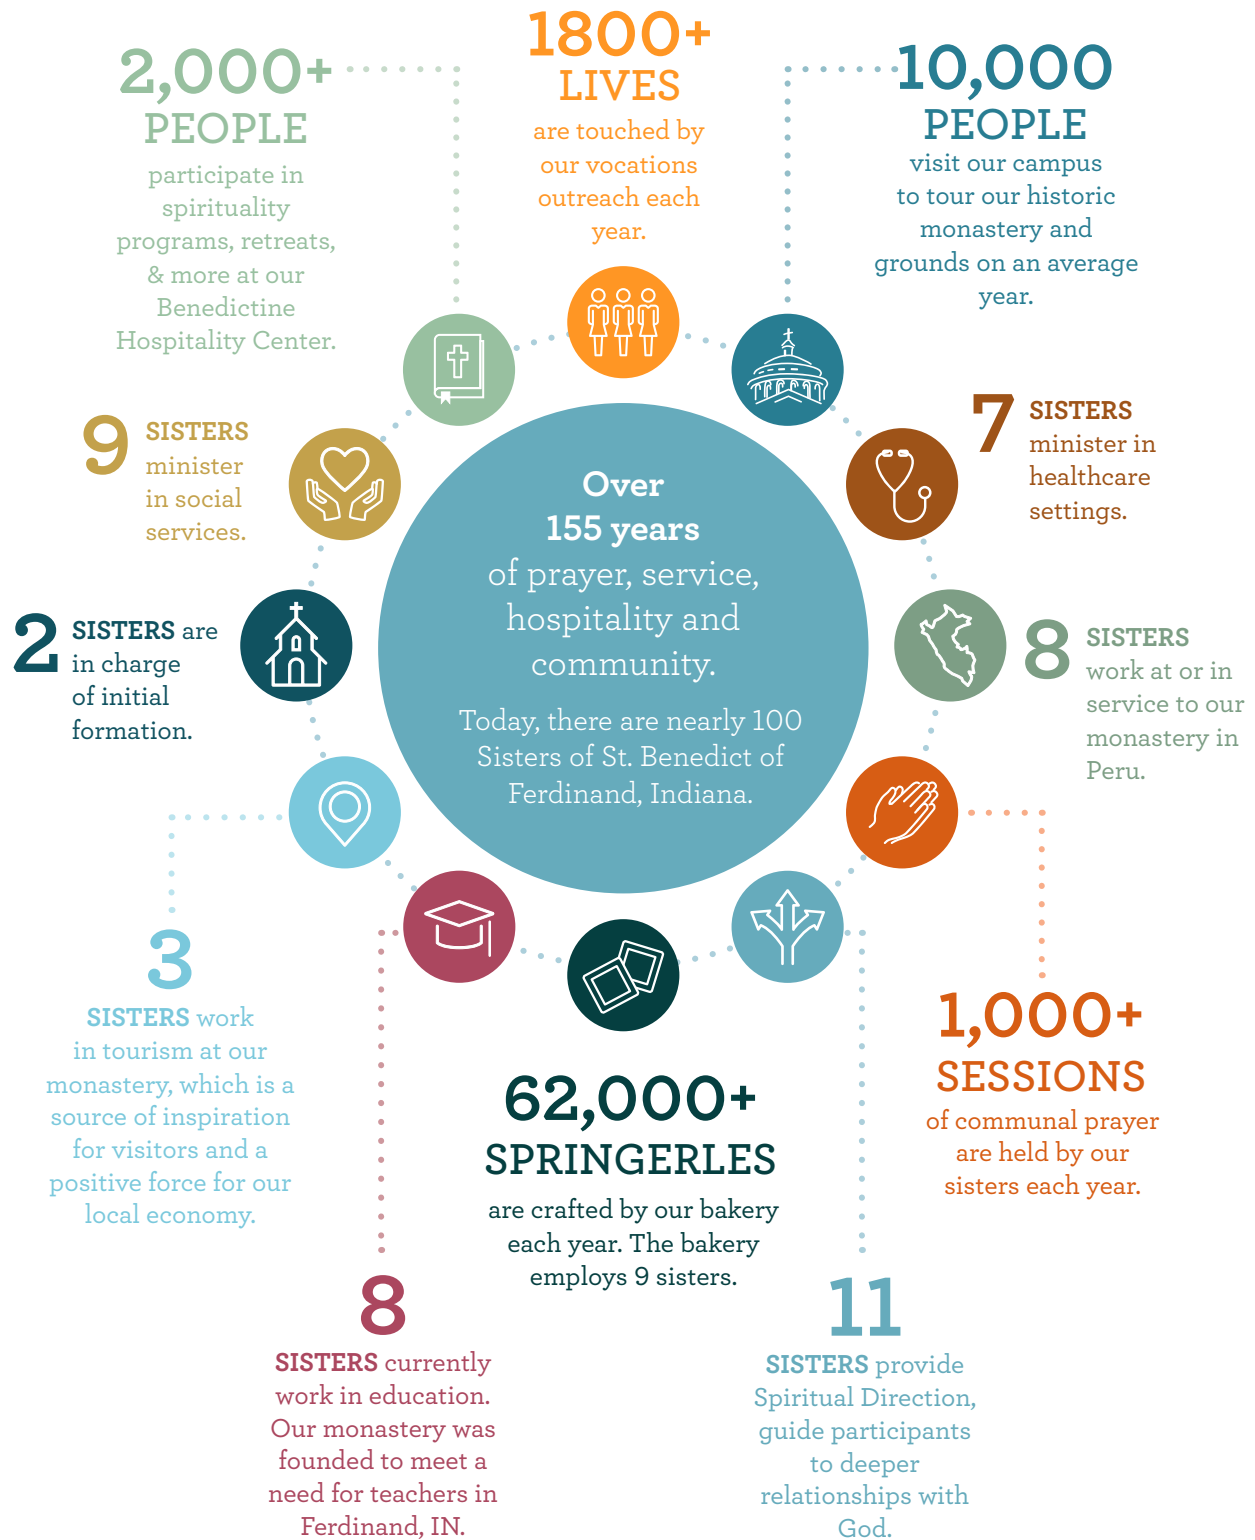 2,000+
PEOPLE
participate in
spirituality
programs, retreats,
& more at our
Benedictine
Hospitality Center.
1800+
LIVES
are touched by
our vocations
outreach each
year.
10,000
PEOPLE
visit our campus
to tour our historic
monastery and
grounds on an average
year.
9
SISTERS
minister
in social
services.
7
SISTERS
minister in
healthcare
settings.
Over
155 years
of prayer, service,
hospitality and
community.
Today, there are nearly 100
Sisters of St. Benedict of
Ferdinand, Indiana.
2
SISTERS are
in charge
of initial
formation.
8
SISTERS
work at or in
service to our
monastery in
Peru.
3
SISTERS work
in tourism at our
monastery, which is a
source of inspiration
for visitors and a
positive force for our
local economy.
62,000+
SPRINGERLES
are crafted by our bakery
each year. The bakery
employs 9 sisters.
1,000+
SESSIONS
of communal prayer
are held by our
sisters each year.
8
SISTERS currently
work in education.
Our monastery was
founded to meet a
need for teachers in
Ferdinand, IN.
11
SISTERS provide
Spiritual Direction,
guide participants
to deeper
relationships with
God.